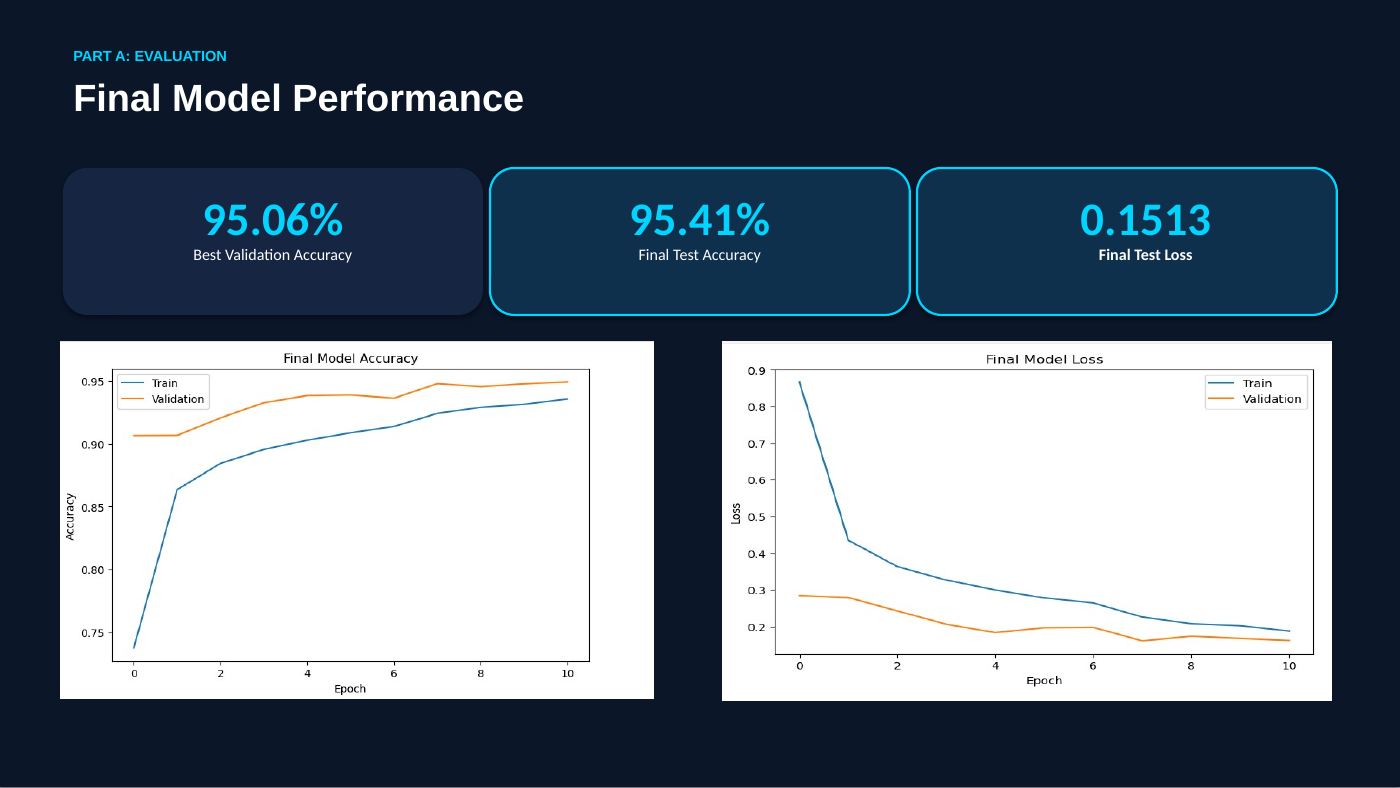 PART A: EVALUATION
Final Model Performance
95.06%
Best Validation Accuracy
95.41%
Final Test Accuracy
0.1513
Final Test Loss
Final Model Accuracy
Train
Validation
0.95
0.90
0.85
0.80
0.75
Accuracy
0 2 4 6 8 10
Epoch
Final Model Loss
Train
Validation
0.9
0.8
0.7
0.6
0.5
0.4
0.3
0.2
Loss
0 2 4 6 8 10
Epoch